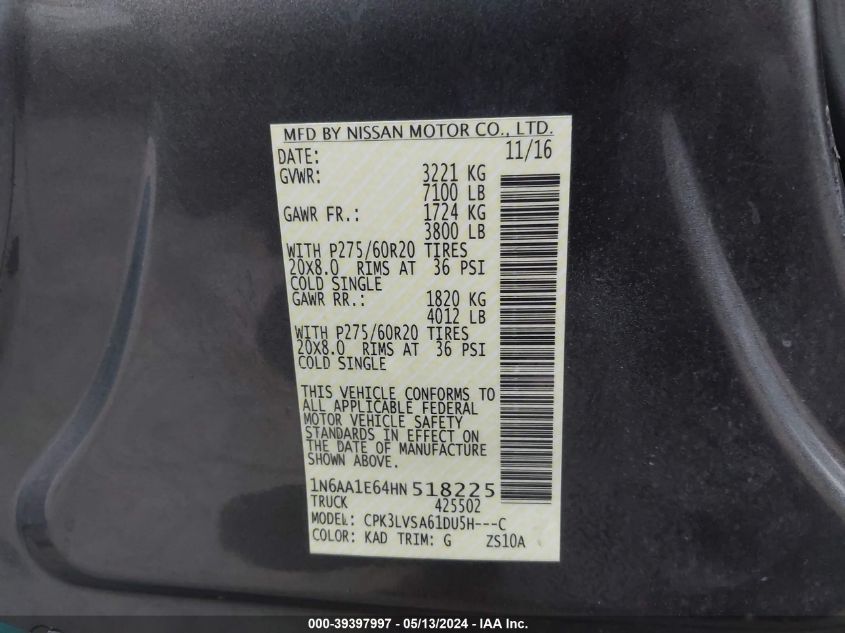 MFD BY NISSAN MOTOR CO., LTD.
DATE: 11/16
GVWR: 3221 KG
7100 LB
GAWR FR.: 1724 KG
3800 LB
WITH P275/60R20 TIRES
20X8.0 RIMS AT 36 PSI
COLD SINGLE
GAWR RR.: 1820 KG
4012 LB
WITH P275/60R20 TIRES
20X8.0 RIMS AT 36 PSI
COLD SINGLE
THIS VEHICLE CONFORMS TO
ALL APPLICABLE FEDERAL
MOTOR VEHICLE SAFETY
STANDARDS IN EFFECT ON
THE DATE OF MANUFACTURE
SHOWN ABOVE.
1N6AA1E64HN518225
TRUCK 425502
MODEL: CPK3LVSA61DU5H---C
COLOR: KAD TRIM: G ZS10A
000-39397997 - 05/13/2024 - IAA Inc.